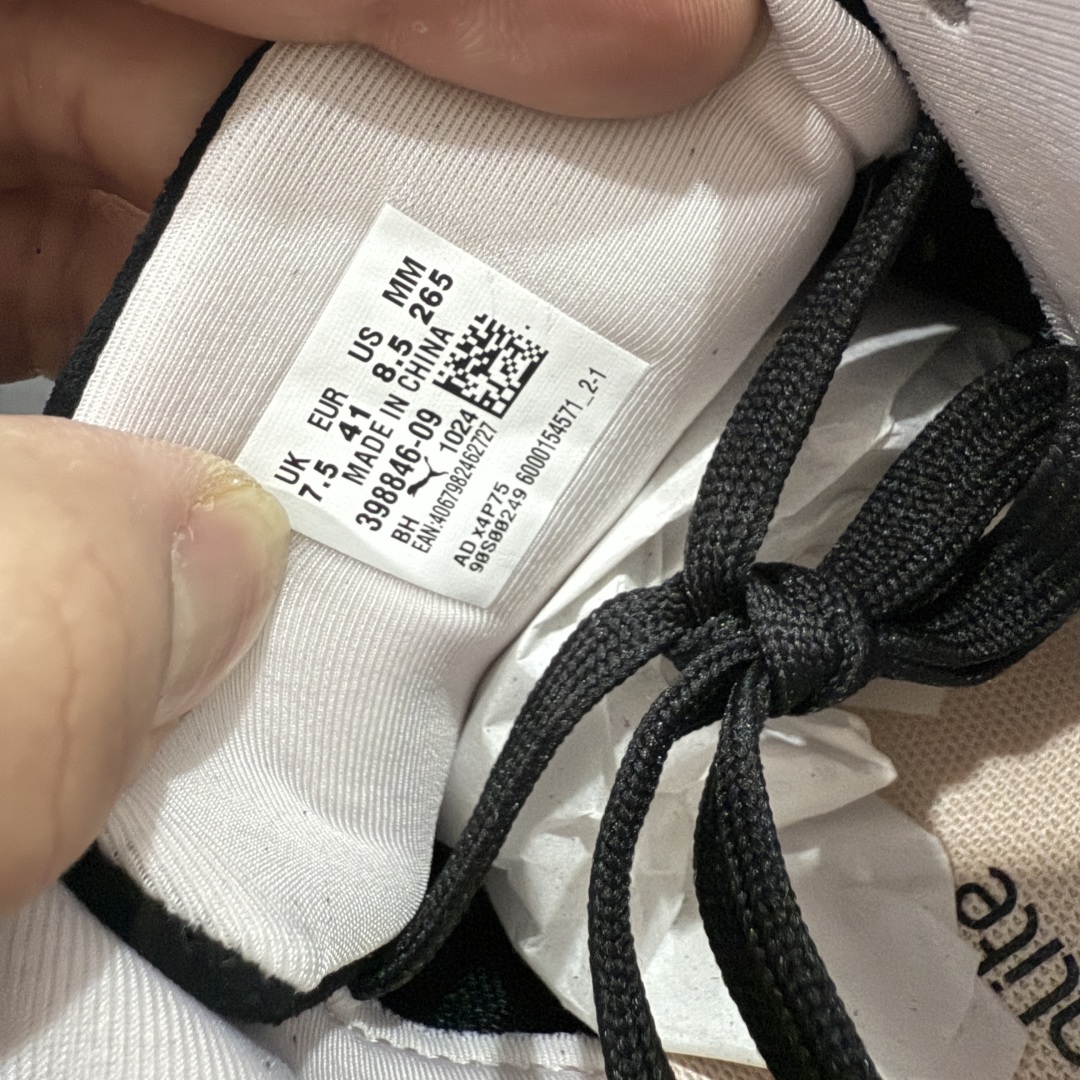 UK EUR US MM
7.5 41 8.5 265
MADE IN CHINA
398846-09
BH 1024
EAN:4067982462727
AD x4P75
90S00249 6000154571_2-1